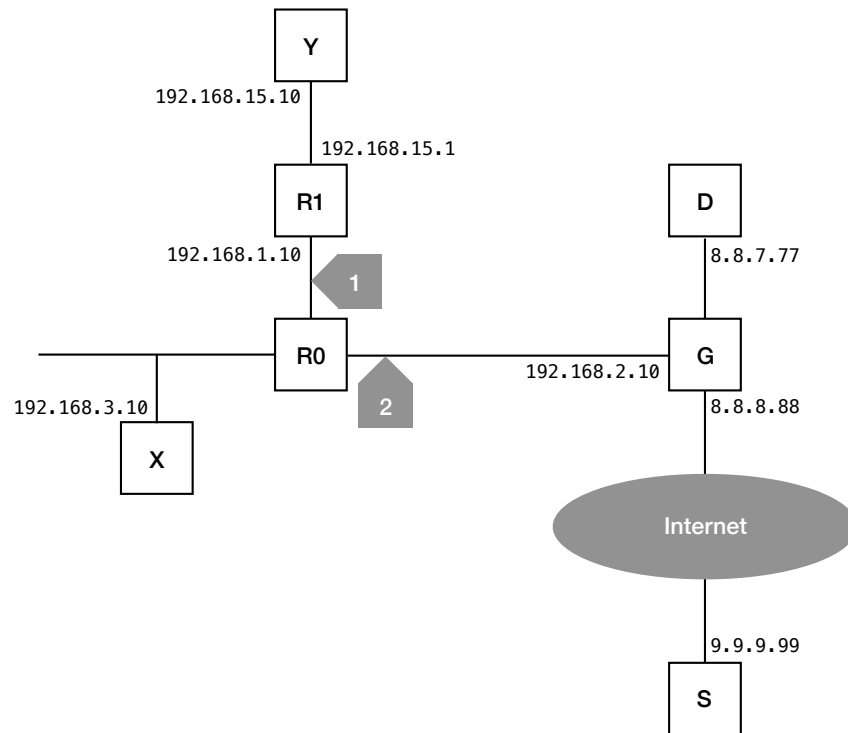 Y
192.168.15.10
192.168.15.1
R1
D
192.168.1.10
8.8.7.77
1
R0
G
192.168.2.10
192.168.3.10
2
8.8.8.88
X
Internet
9.9.9.99
S